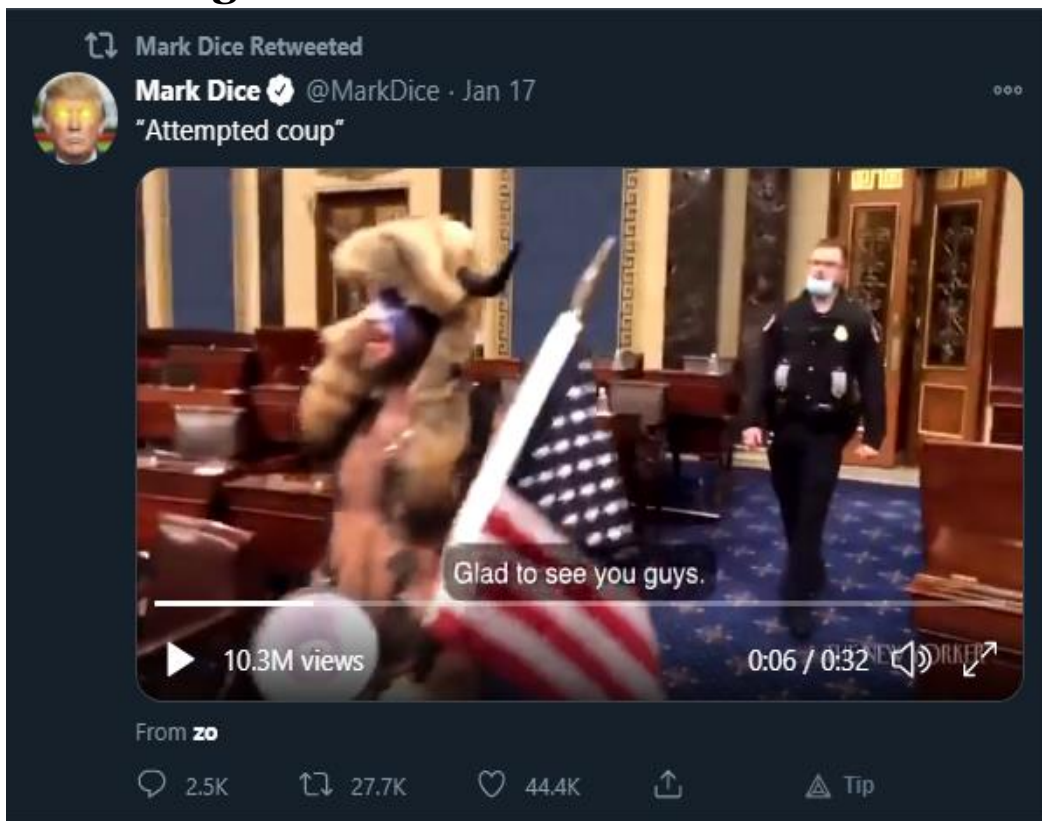 Mark Dice Retweeted
Mark Dice @MarkDice · Jan 17
"Attempted coup"
Glad to see you guys.
10.3M views
0:06 / 0:32
From zo
2.5K 27.7K 44.4K Tip